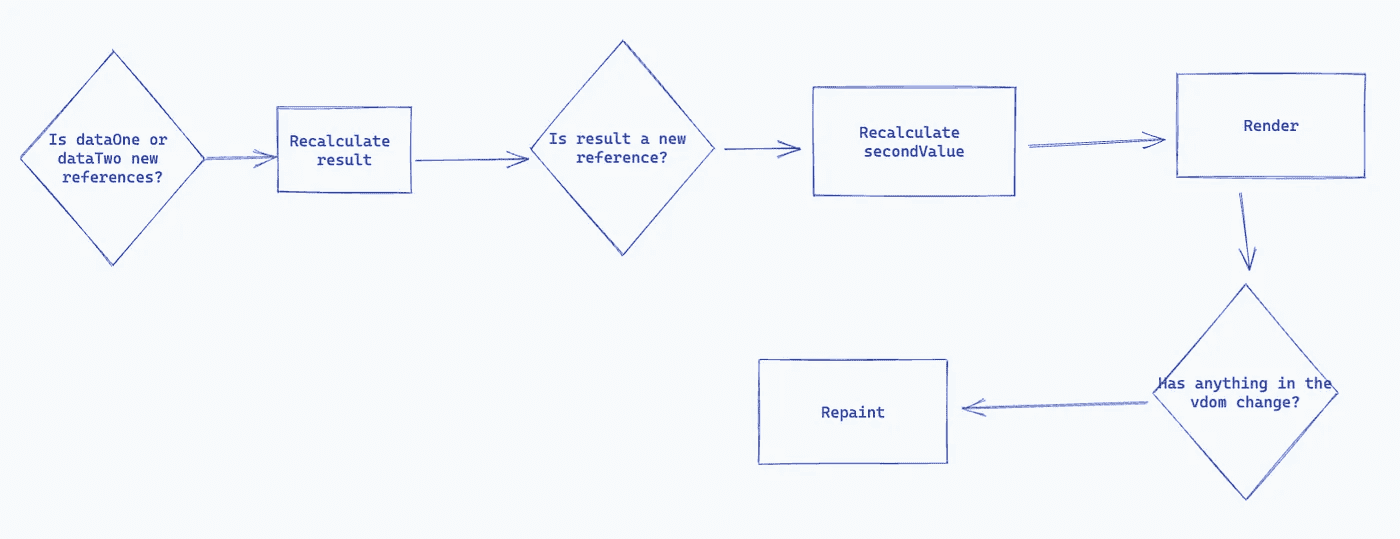 Is dataOne or
dataTwo new
references?
Recalculate
result
Is result a new
reference?
Recalculate
secondValue
Render
Has anything in the
vdom change?
Repaint